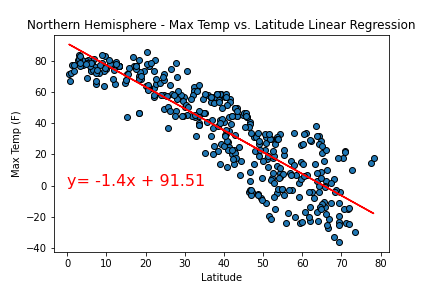 Northern Hemisphere - Max Temp vs. Latitude Linear Regression
Max Temp (F)
80
60
40
20
0
−20
−40
y= -1.4x + 91.51
0 10 20 30 40 50 60 70 80
Latitude